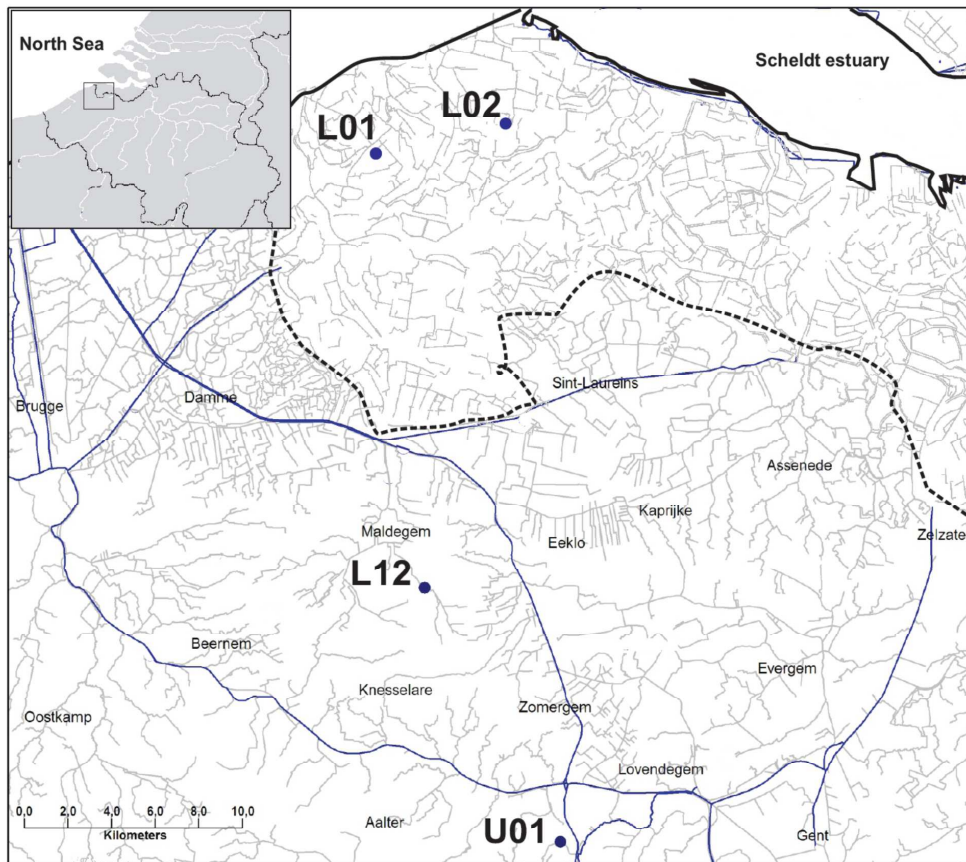 North Sea
Scheldt estuary
L02
L01
Sint-Laureins
Damme
Brugge
Assenede
Kaprijke
Maldegem
Eeklo
Zelzate
L12
Beernem
Evergem
Knesselare
Zomergem
Oostkamp
Lovendegem
0,0 2,0 4,0 6,0 8,0 10,0
Kilometers
Aalter
U01
Gent